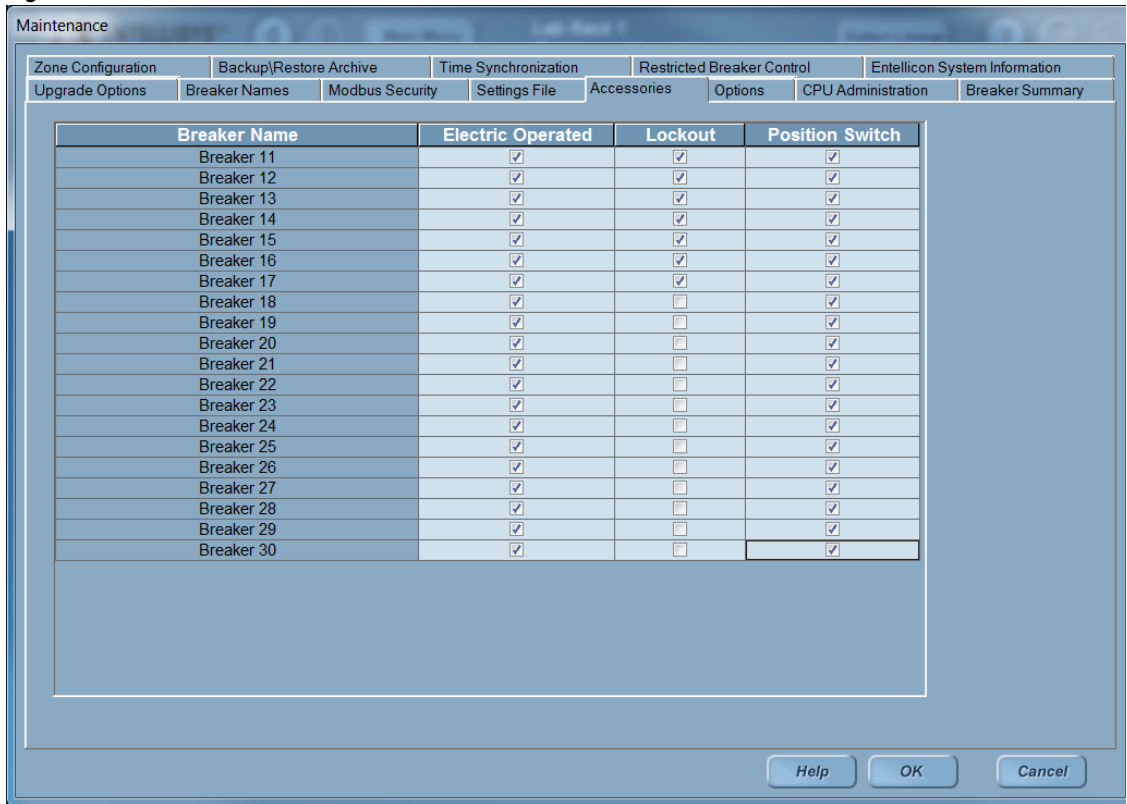 Maintenance
Zone Configuration Backup\Restore Archive Time Synchronization Restricted Breaker Control Entellicon System Information
Upgrade Options Breaker Names Modbus Security Settings File Accessories Options CPU Administration Breaker Summary
Breaker Name Electric Operated Lockout Position Switch
Breaker 11
Breaker 12
Breaker 13
Breaker 14
Breaker 15
Breaker 16
Breaker 17
Breaker 18
Breaker 19
Breaker 20
Breaker 21
Breaker 22
Breaker 23
Breaker 24
Breaker 25
Breaker 26
Breaker 27
Breaker 28
Breaker 29
Breaker 30
Help OK Cancel